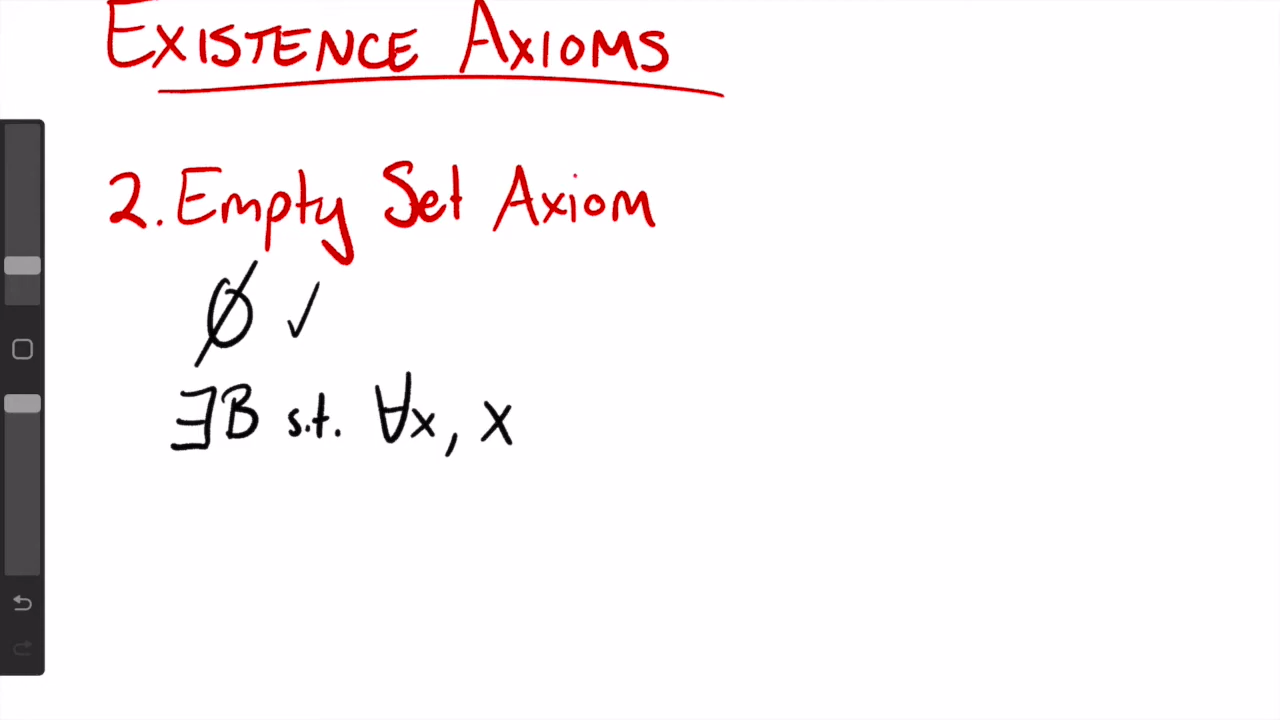 EXISTENCE AXIOMS
2. Empty Set Axiom
∅ ✓
∃B s.t. ∀x, x